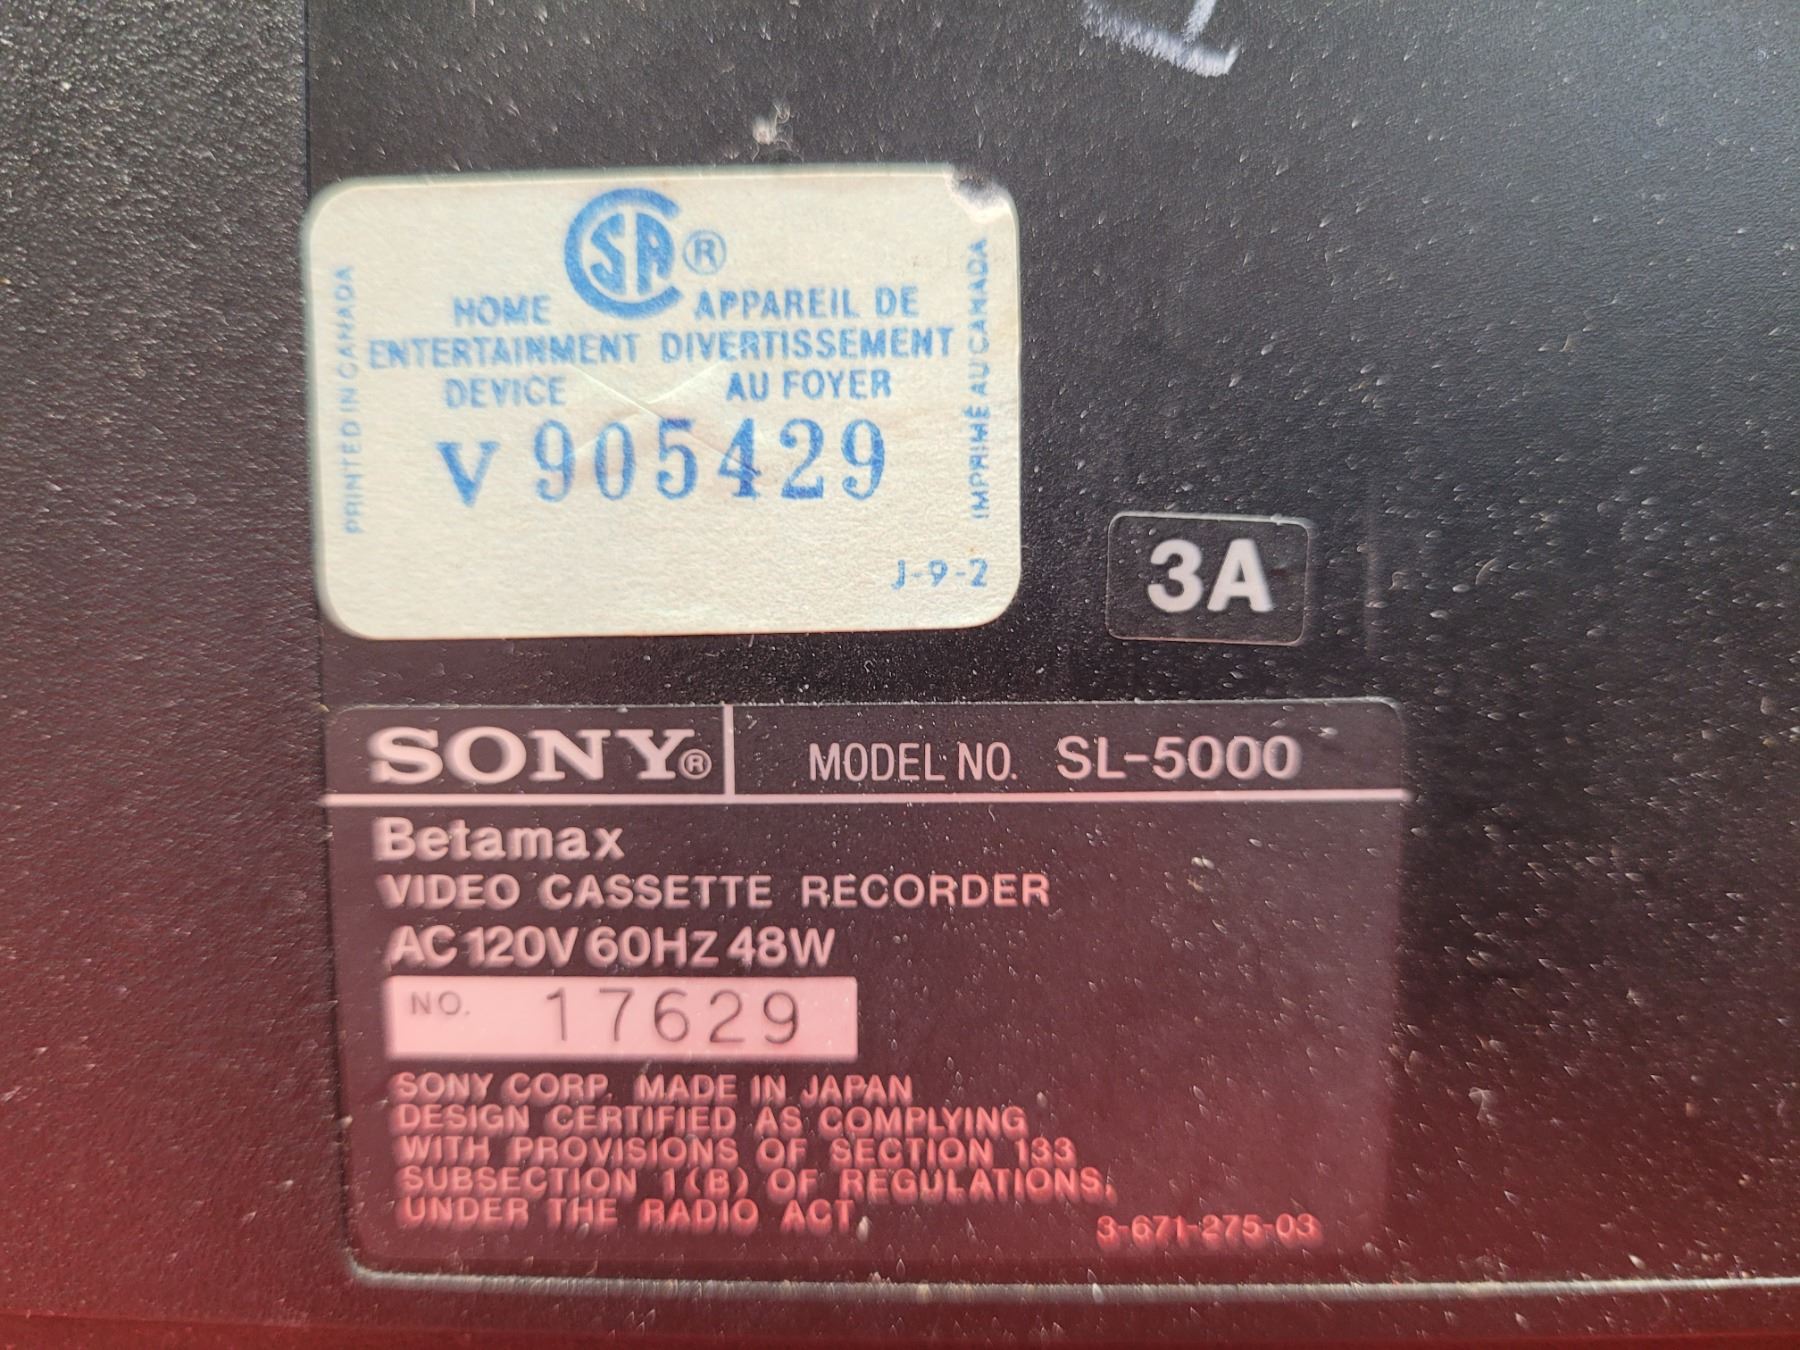 CSA®
HOME
ENTERTAINMENT
DEVICE
APPAREIL DE
DIVERTISSEMENT
AU FOYER
V 905429
J-9-2
PRINTED IN CANADA
IMPRIMÉ AU CANADA
3A
SONY® MODEL NO. SL-5000
Betamax
VIDEO CASSETTE RECORDER
AC 120V 60HZ 48W
NO. 17629
SONY CORP. MADE IN JAPAN
DESIGN CERTIFIED AS COMPLYING
WITH PROVISIONS OF SECTION 133
SUBSECTION 1(B) OF REGULATIONS,
UNDER THE RADIO ACT,
3-671-275-03